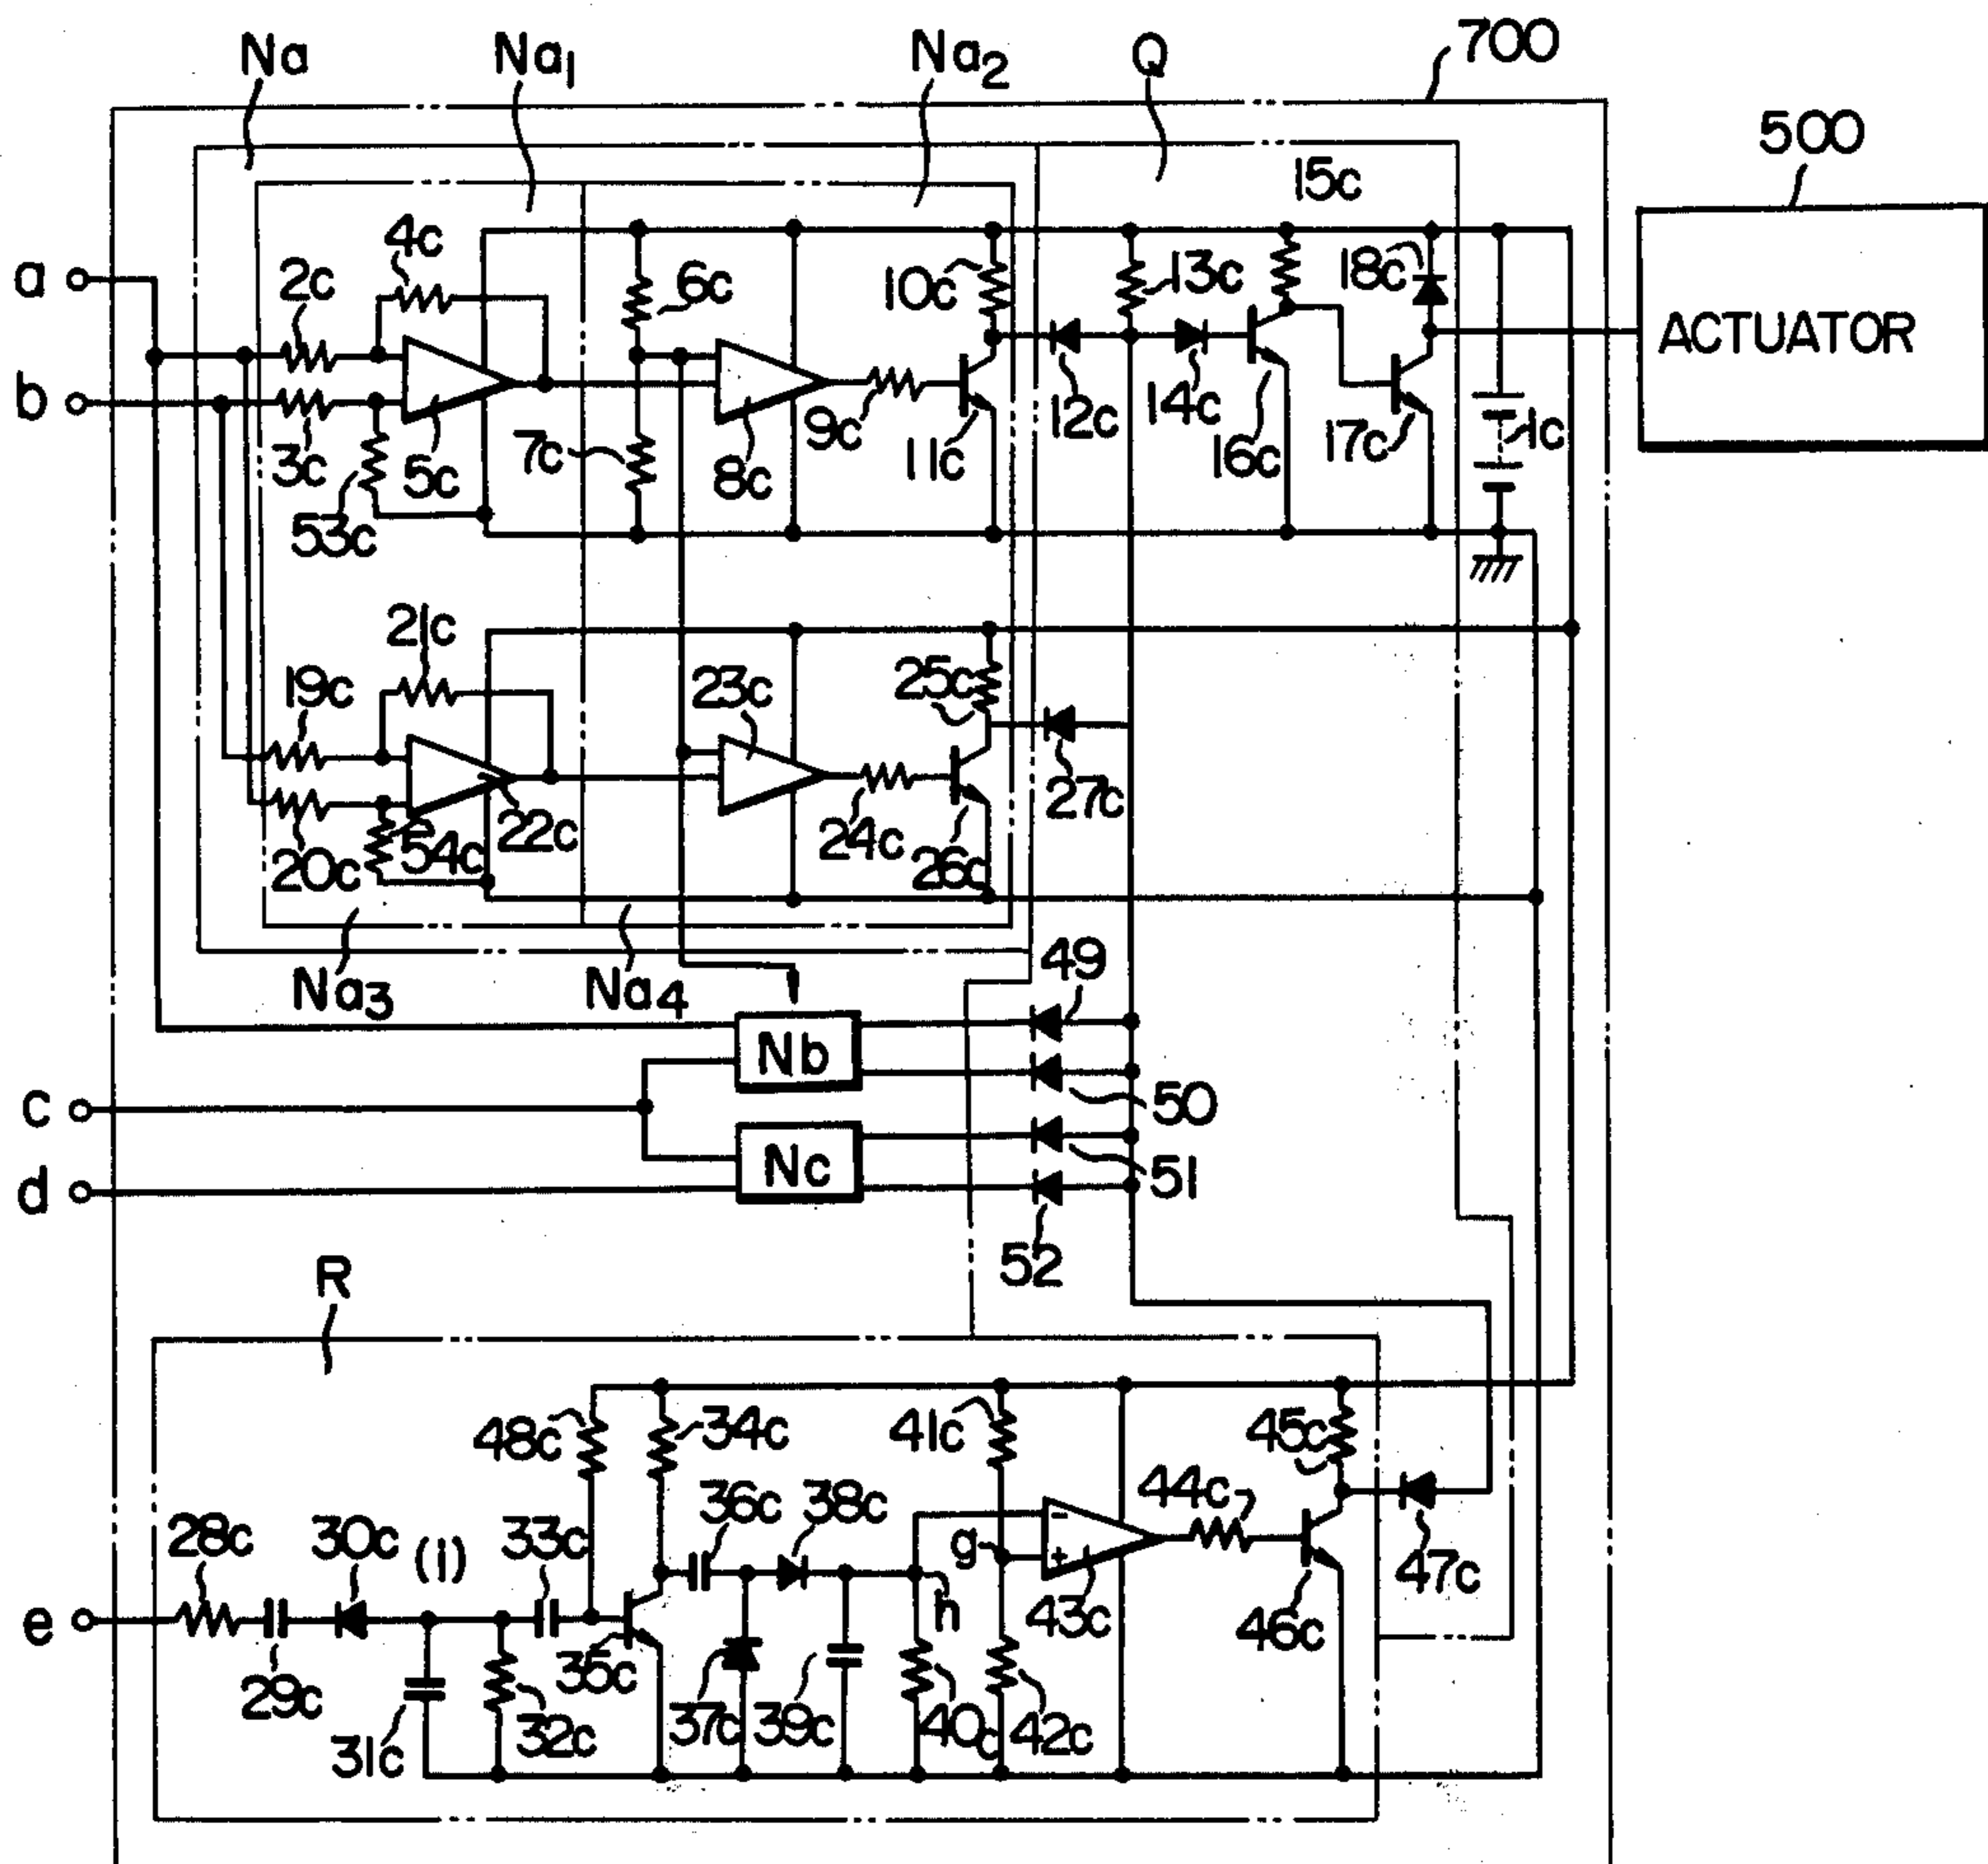 Na Na1 Na2 Q 700
500
15c
4c
a 2c 6c 10c 13c 18c
ACTUATOR
b
3c 5c 7c 8c 9c 11c 12c 14c 16c 17c 1c
53c
21c
19c 23c 25c
20c 54c 22c 24c 26c 27c
Na3 Na4 49
Nb
c 50
Nc 51
d
52
R
48c 34c 41c 45c
28c 30c (i) 33c 36c 38c g - + 44c
e h 43c 46c 47c
29c 35c
31c 32c 37c 39c 40c 42c